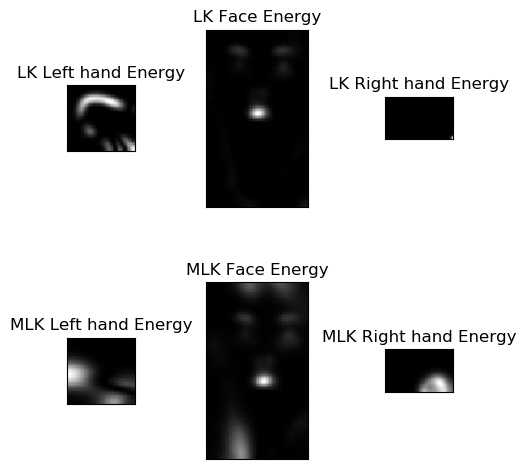 LK Face Energy
LK Left hand Energy
LK Right hand Energy
MLK Face Energy
MLK Left hand Energy
MLK Right hand Energy